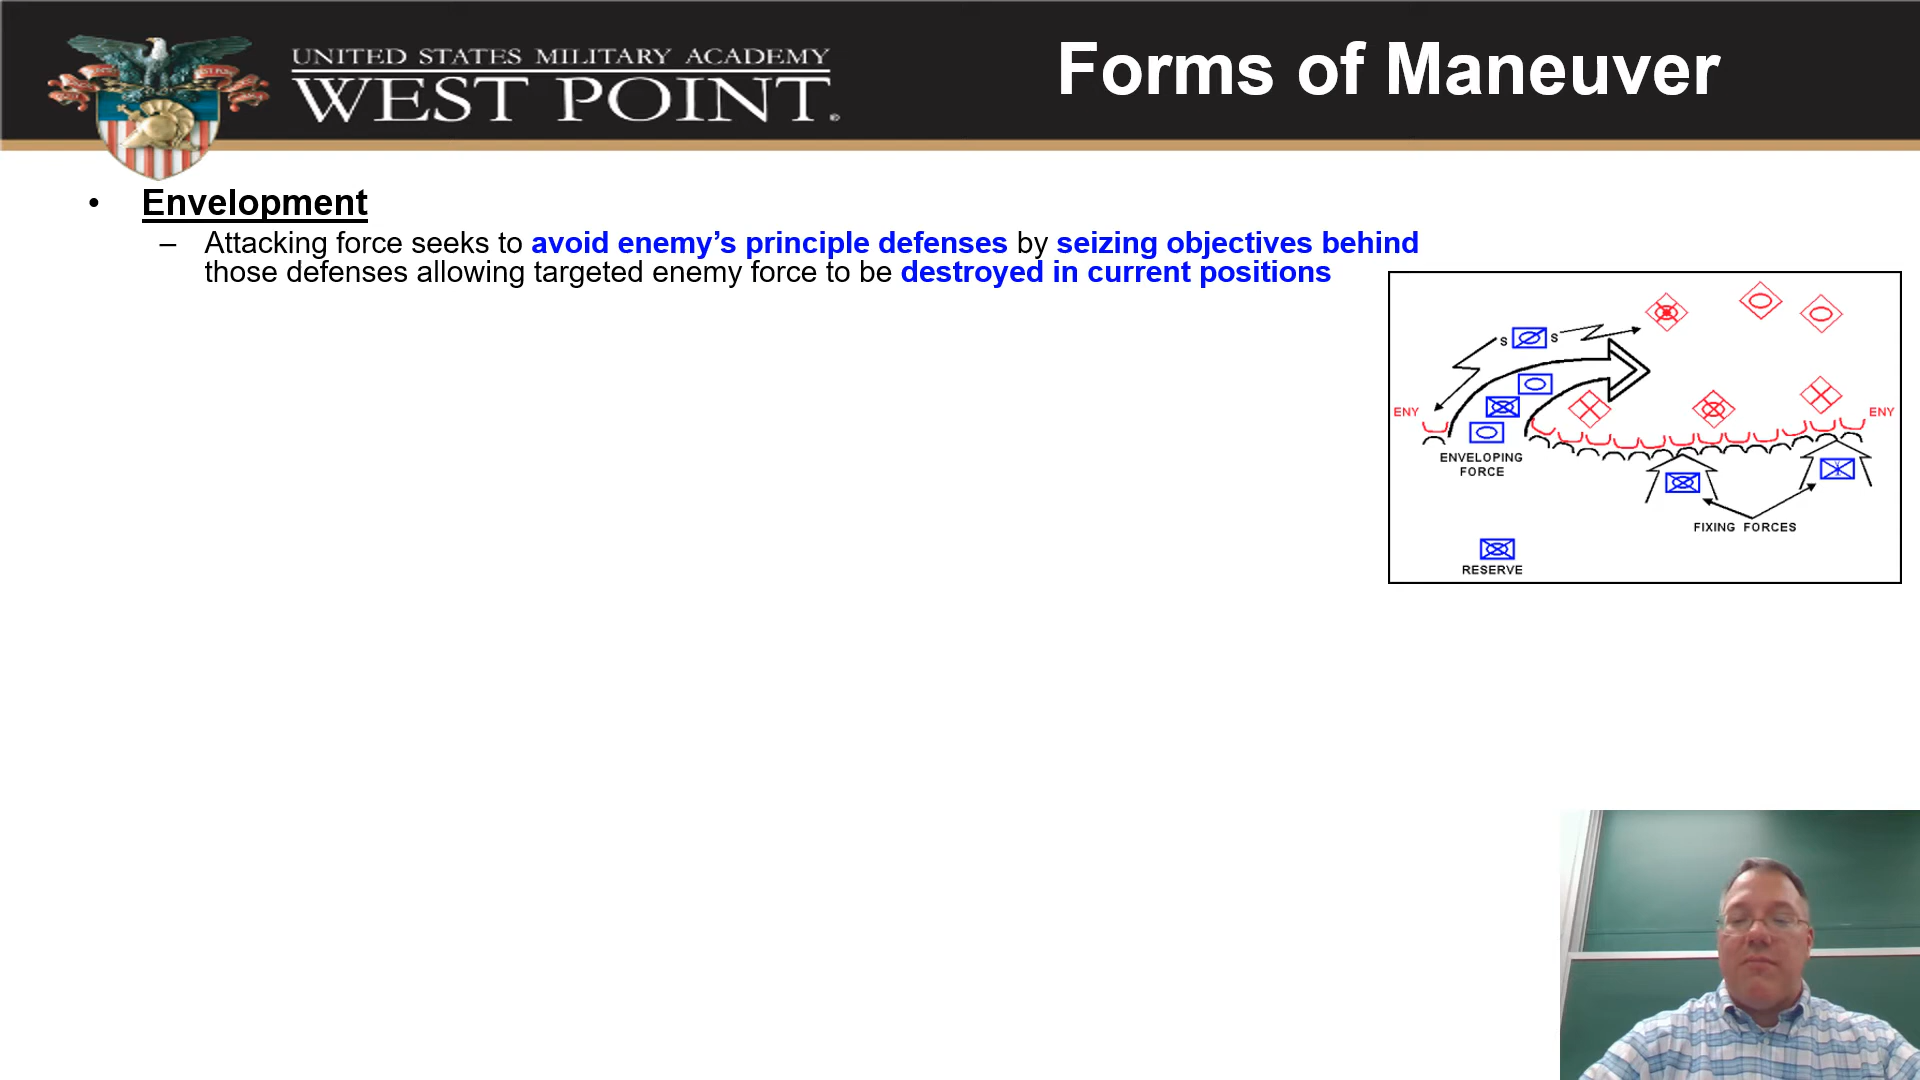 UNITED STATES MILITARY ACADEMY
WEST POINT
Forms of Maneuver
• Envelopment
– Attacking force seeks to avoid enemy’s principle defenses by seizing objectives behind
those defenses allowing targeted enemy force to be destroyed in current positions
S S
ENY ENY
ENVELOPING
FORCE
FIXING FORCES
RESERVE